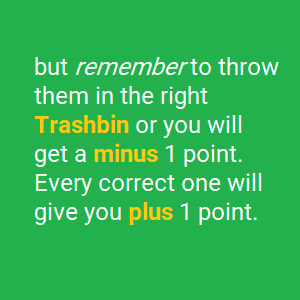 but remember to throw
them in the right
Trashbin or you will
get a minus 1 point.
Every correct one will
give you plus 1 point.